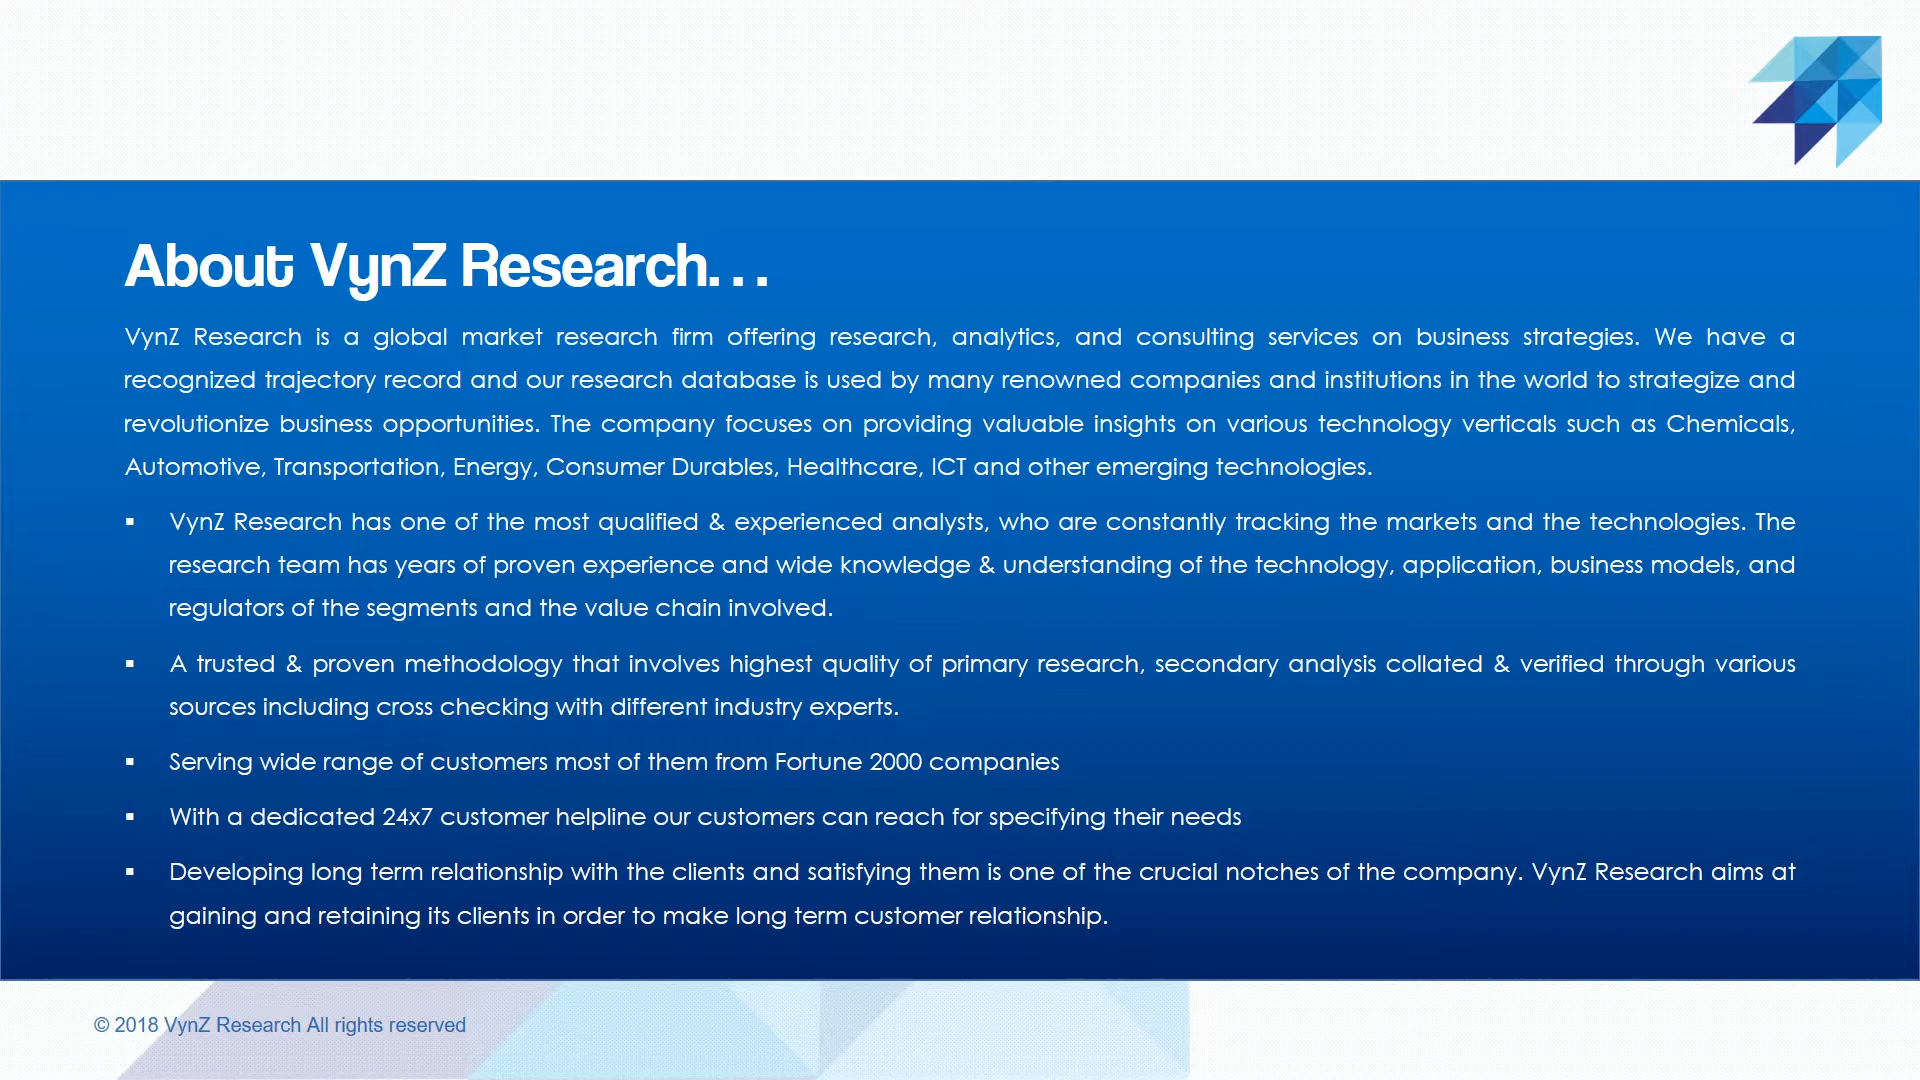 About VynZ Research. . .
VynZ Research is a global market research firm offering research, analytics, and consulting services on business strategies. We have a
recognized trajectory record and our research database is used by many renowned companies and institutions in the world to strategize and
revolutionize business opportunities. The company focuses on providing valuable insights on various technology verticals such as Chemicals,
Automotive, Transportation, Energy, Consumer Durables, Healthcare, ICT and other emerging technologies.
▪ VynZ Research has one of the most qualified & experienced analysts, who are constantly tracking the markets and the technologies. The
research team has years of proven experience and wide knowledge & understanding of the technology, application, business models, and
regulators of the segments and the value chain involved.
▪ A trusted & proven methodology that involves highest quality of primary research, secondary analysis collated & verified through various
sources including cross checking with different industry experts.
▪ Serving wide range of customers most of them from Fortune 2000 companies
▪ With a dedicated 24x7 customer helpline our customers can reach for specifying their needs
▪ Developing long term relationship with the clients and satisfying them is one of the crucial notches of the company. VynZ Research aims at
gaining and retaining its clients in order to make long term customer relationship.
© 2018 VynZ Research All rights reserved